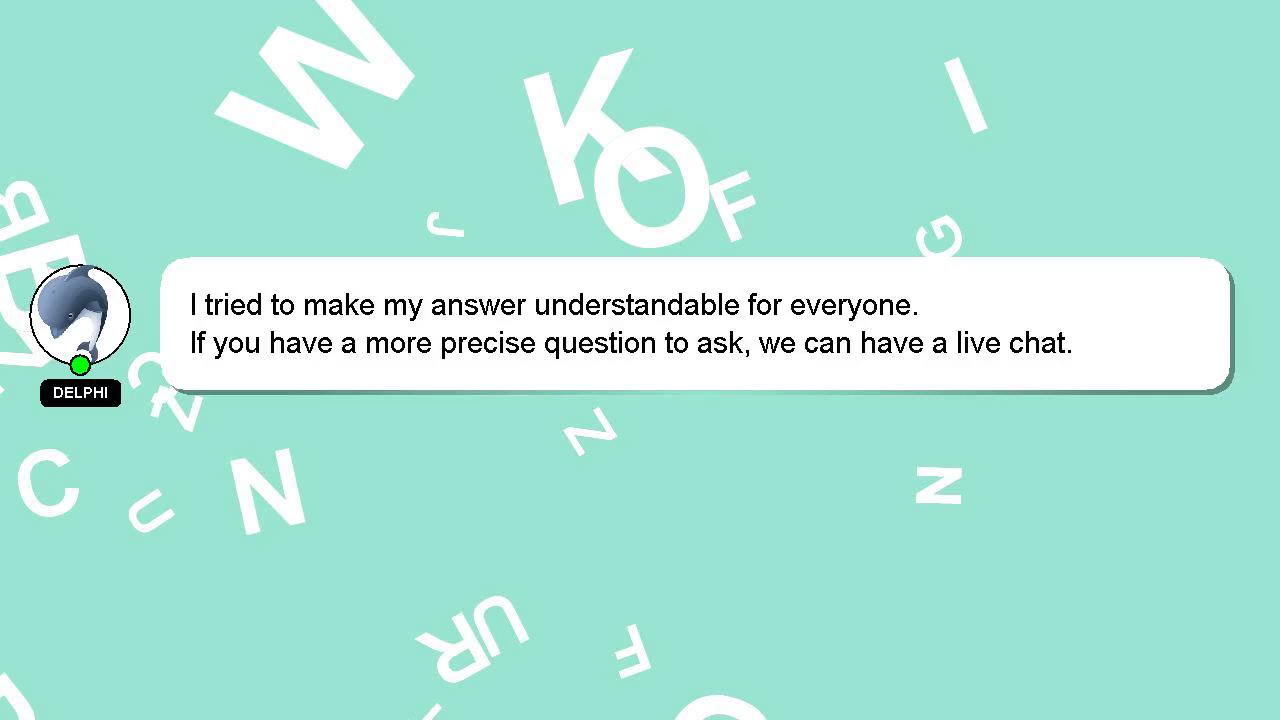 W
K
I
O
F
B
J
G
I tried to make my answer understandable for everyone.
If you have a more precise question to ask, we can have a live chat.
DELPHI
C
Z
N
C
N
U
N
UR
F